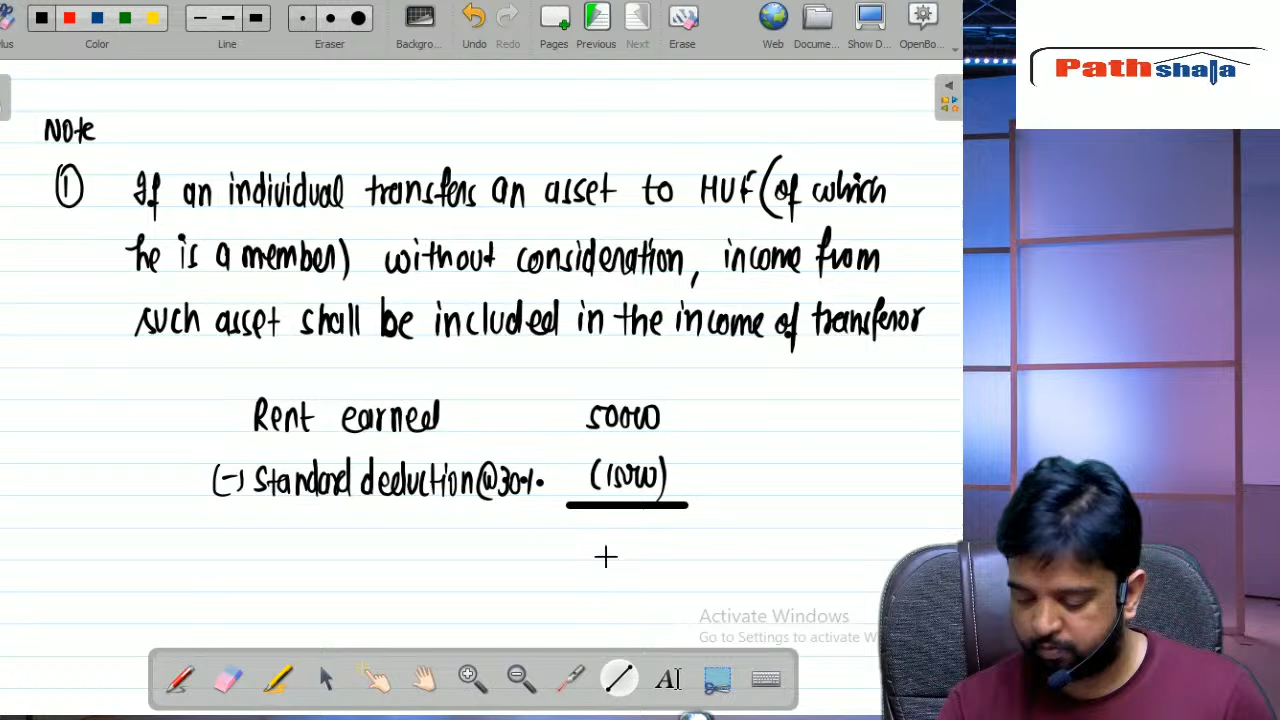 Color
Line
Eraser
Backgro...
Undo
Redo
Pages
Previous
Next
Erase
Web
Docume...
Show D...
OpenBo...
Pathshala
Note
① If an individual transfers an asset to HUF (of which
he is a member) without consideration, income from
such asset shall be included in the income of transferor
Rent earned 50000
(-) Standard deduction @30% (15000)
Activate Windows
Go to Settings to activate W